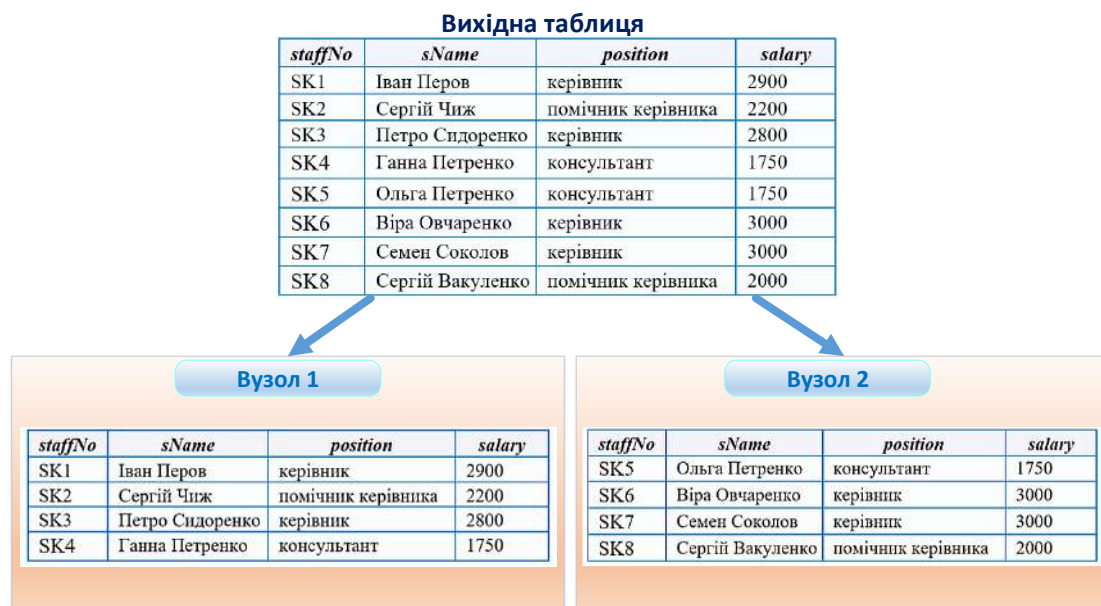 Вихідна таблиця
staffNo sName position salary
SK1 Іван Перов керівник 2900
SK2 Сергій Чиж помічник керівника 2200
SK3 Петро Сидоренко керівник 2800
SK4 Ганна Петренко консультант 1750
SK5 Ольга Петренко консультант 1750
SK6 Віра Овчаренко керівник 3000
SK7 Семен Соколов керівник 3000
SK8 Сергій Вакуленко помічник керівника 2000
Вузол 1
staffNo sName position salary
SK1 Іван Перов керівник 2900
SK2 Сергій Чиж помічник керівника 2200
SK3 Петро Сидоренко керівник 2800
SK4 Ганна Петренко консультант 1750
Вузол 2
staffNo sName position salary
SK5 Ольга Петренко консультант 1750
SK6 Віра Овчаренко керівник 3000
SK7 Семен Соколов керівник 3000
SK8 Сергій Вакуленко помічник керівника 2000